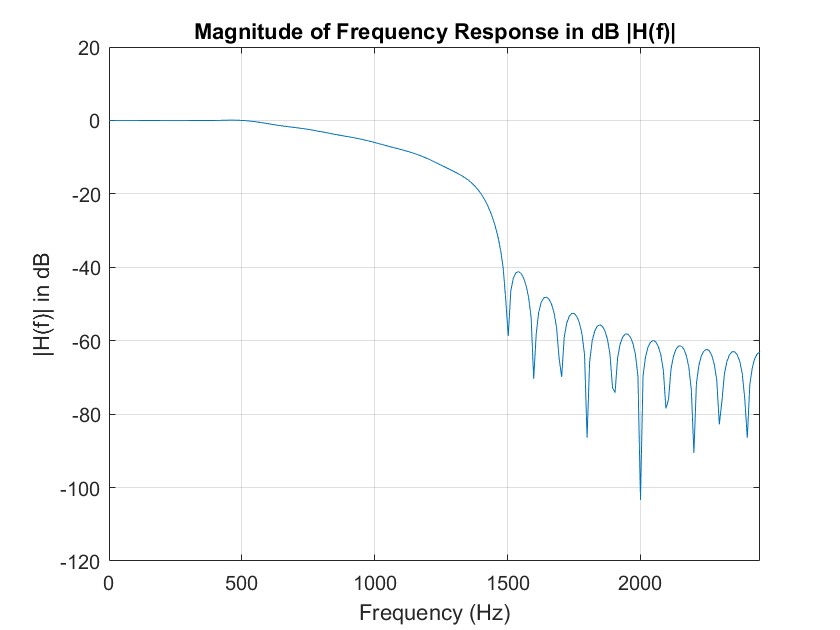 Magnitude of Frequency Response in dB |H(f)|
20
0
-20
-40
-60
-80
-100
-120
|H(f)| in dB
0 500 1000 1500 2000
Frequency (Hz)